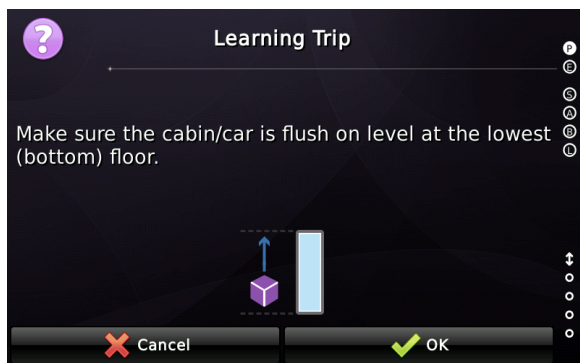 Learning Trip
P
E
S
A
B
L
Make sure the cabin/car is flush on level at the lowest
(bottom) floor.
Cancel
OK